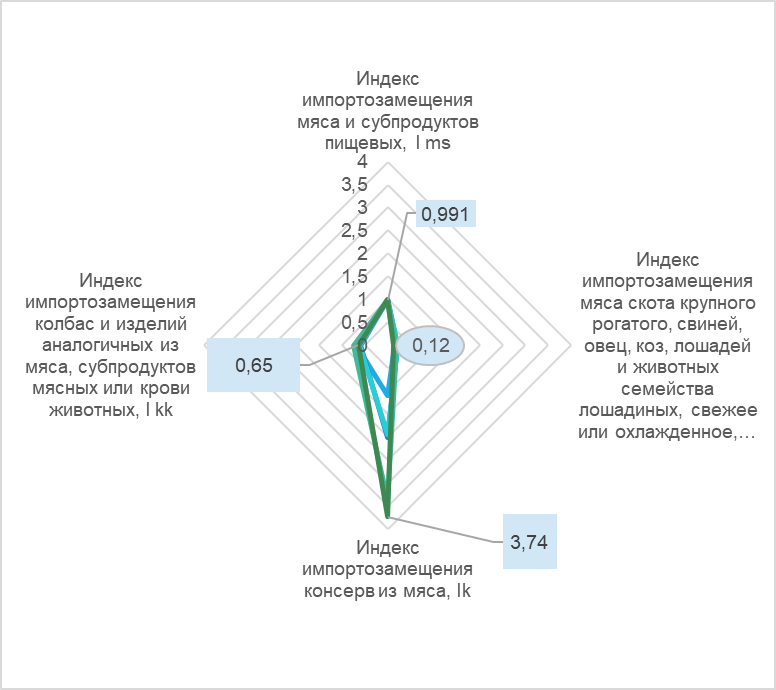 Индекс
импортозамещения
мяса и субпродуктов
пищевых, I ms
4
3,5
3
2,5
2
1,5
1
0,5
0
0,991
0,12
0,65
3,74
Индекс
импортозамещения
мяса скота крупного
рогатого, свиней,
овец, коз, лошадей
и животных
семейства
лошадиных, свежее
или охлажденное,…
Индекс
импортозамещения
колбас и изделий
аналогичных из
мяса, субпродуктов
мясных или крови
животных, I kk
Индекс
импортозамещения
консерв из мяса, Ik